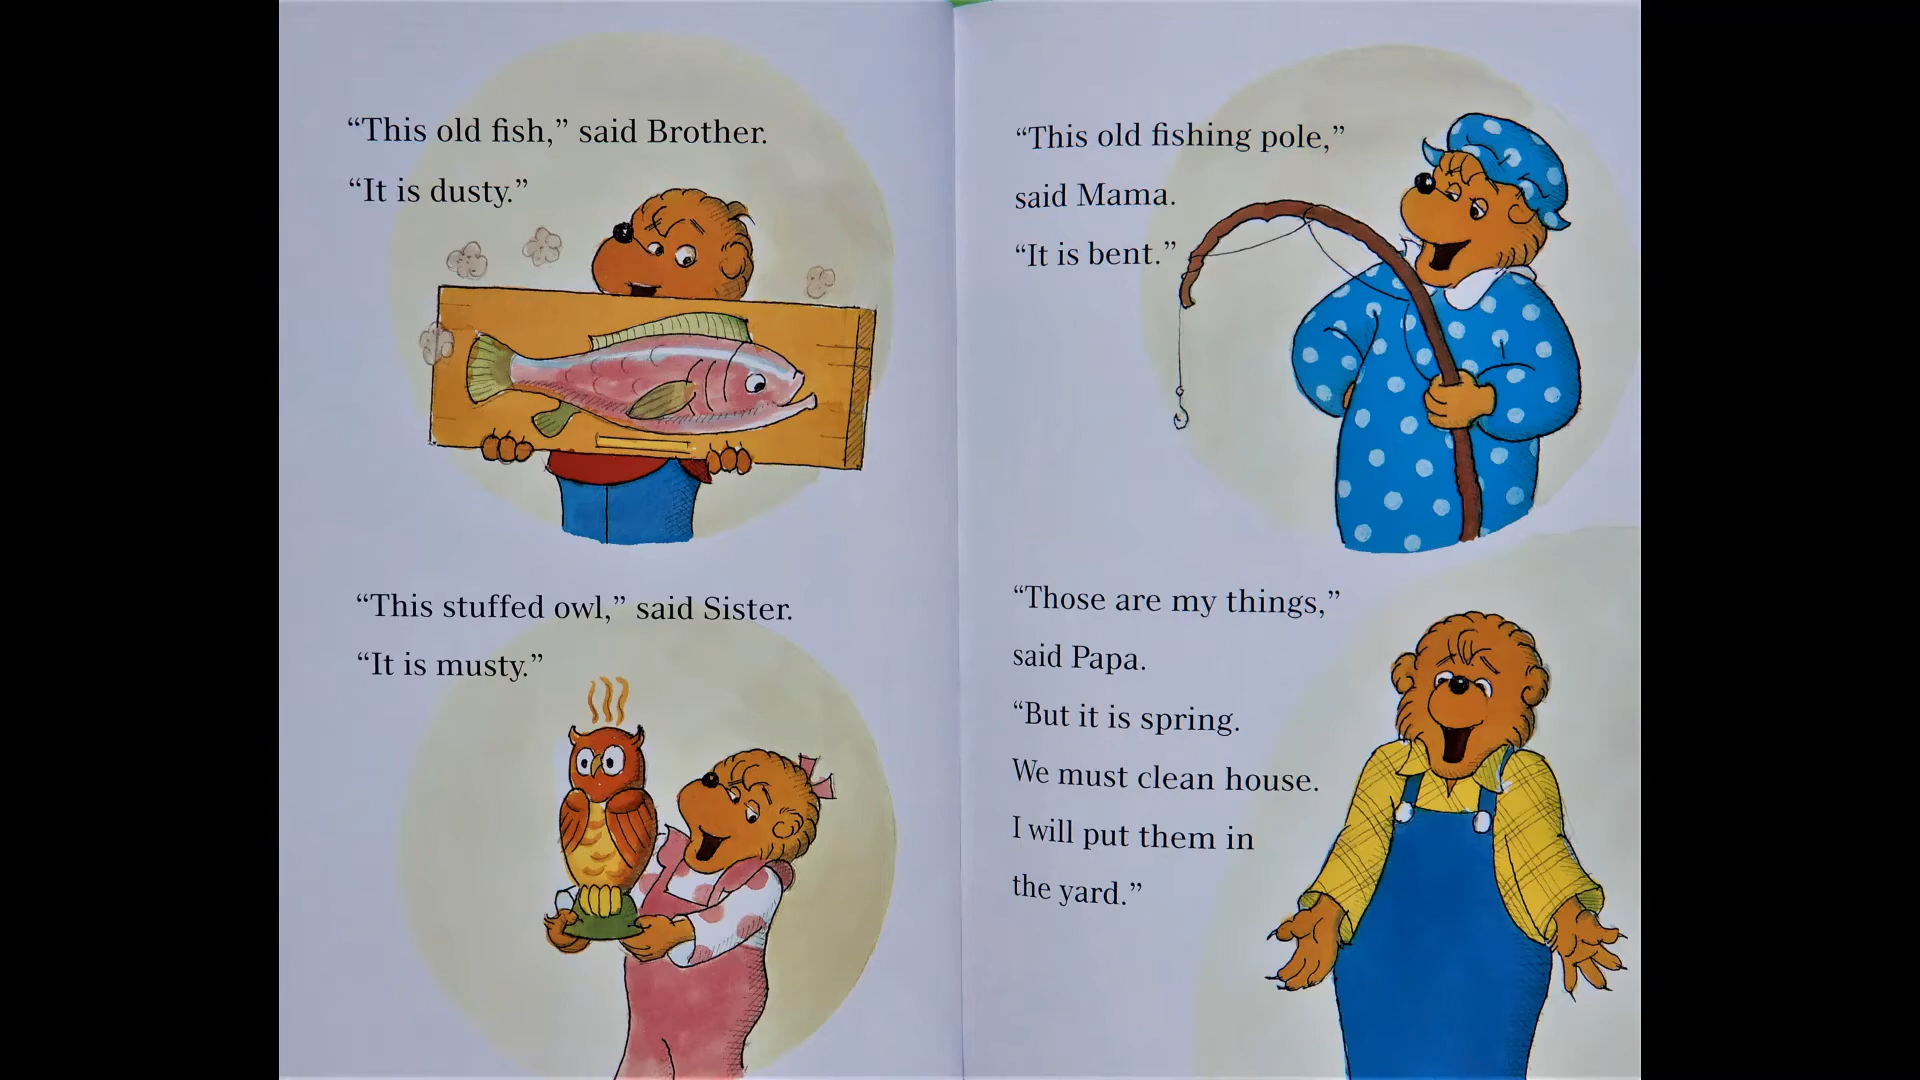 “This old fish,” said Brother.
“It is dusty.”
“This stuffed owl,” said Sister.
“It is musty.”
“This old fishing pole,”
said Mama.
“It is bent.”
“Those are my things,”
said Papa.
“But it is spring.
We must clean house.
I will put them in
the yard.”